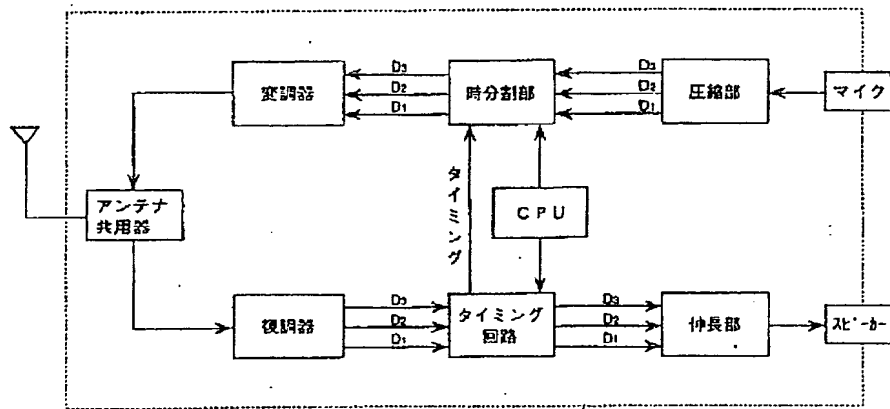 変調器
D3
D2
D1
時分割部
D3
D2
D1
圧縮部
マイク
アンテナ
共用器
タイミング
CPU
復調器
D3
D2
D1
タイミング
回路
D3
D2
D1
伸長部
スピーカー